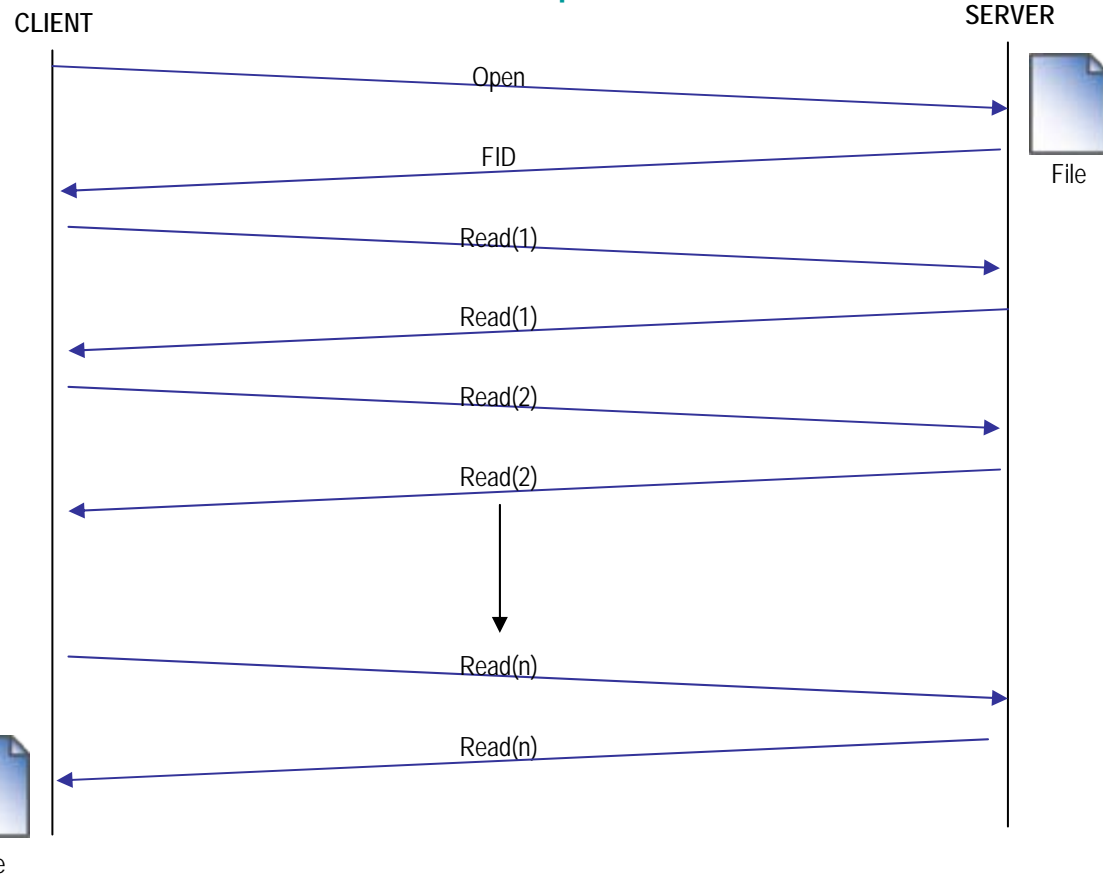 CLIENT
SERVER
Open
FID
File
Read(1)
Read(1)
Read(2)
Read(2)
Read(n)
Read(n)
e